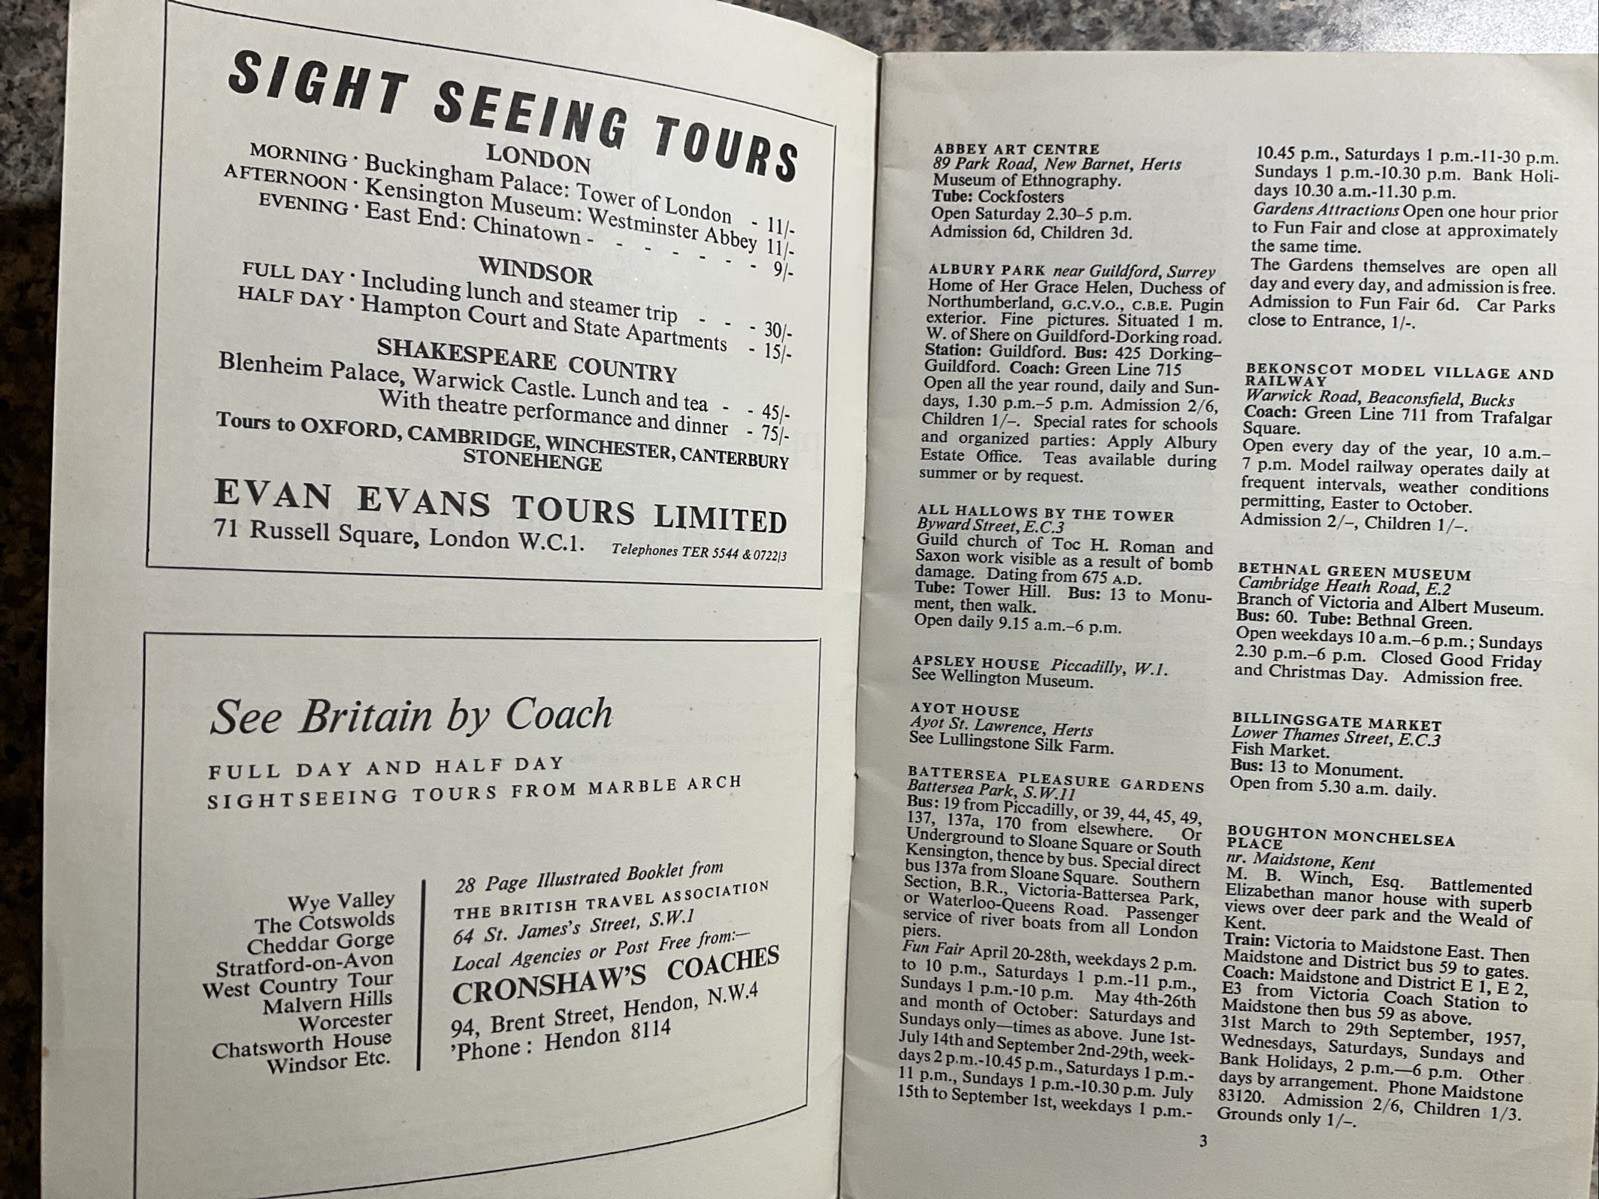 SIGHT SEEING TOURS
LONDON
MORNING · Buckingham Palace: Tower of London - 11/-
AFTERNOON · Kensington Museum: Westminster Abbey 11/-
EVENING · East End: Chinatown - - - - - - 9/-
WINDSOR
FULL DAY · Including lunch and steamer trip - - - 30/-
HALF DAY · Hampton Court and State Apartments - 15/-
SHAKESPEARE COUNTRY
Blenheim Palace, Warwick Castle. Lunch and tea - - 45/-
With theatre performance and dinner - 75/-
Tours to OXFORD, CAMBRIDGE, WINCHESTER, CANTERBURY
STONEHENGE
EVAN EVANS TOURS LIMITED
71 Russell Square, London W.C.1. Telephones TER 5544 & 0722/3
See Britain by Coach
FULL DAY AND HALF DAY
SIGHTSEEING TOURS FROM MARBLE ARCH
Wye Valley
The Cotswolds
Cheddar Gorge
Stratford-on-Avon
West Country Tour
Malvern Hills
Worcester
Chatsworth House
Windsor Etc.
28 Page Illustrated Booklet from
THE BRITISH TRAVEL ASSOCIATION
64 St. James's Street, S.W.1
Local Agencies or Post Free from:—
CRONSHAW'S COACHES
94, Brent Street, Hendon, N.W.4
'Phone: Hendon 8114
ABBEY ART CENTRE
89 Park Road, New Barnet, Herts
Museum of Ethnography.
Tube: Cockfosters
Open Saturday 2.30–5 p.m.
Admission 6d, Children 3d.
ALBURY PARK near Guildford, Surrey
Home of Her Grace Helen, Duchess of
Northumberland, G.C.V.O., C.B.E. Pugin
exterior. Fine pictures. Situated 1 m.
W. of Shere on Guildford-Dorking road.
Station: Guildford. Bus: 425 Dorking–
Guildford. Coach: Green Line 715
Open all the year round, daily and Sun-
days, 1.30 p.m.–5 p.m. Admission 2/6,
Children 1/–. Special rates for schools
and organized parties: Apply Albury
Estate Office. Teas available during
summer or by request.
ALL HALLOWS BY THE TOWER
Byward Street, E.C.3
Guild church of Toc H. Roman and
Saxon work visible as a result of bomb
damage. Dating from 675 A.D.
Tube: Tower Hill. Bus: 13 to Monu-
ment, then walk.
Open daily 9.15 a.m.–6 p.m.
APSLEY HOUSE Piccadilly, W.1.
See Wellington Museum.
AYOT HOUSE
Ayot St. Lawrence, Herts
See Lullingstone Silk Farm.
BATTERSEA PLEASURE GARDENS
Battersea Park, S.W.11
Bus: 19 from Piccadilly, or 39, 44, 45, 49,
137, 137a, 170 from elsewhere. Or
Underground to Sloane Square or South
Kensington, thence by bus. Special direct
bus 137a from Sloane Square. Southern
Section, B.R., Victoria-Battersea Park,
or Waterloo-Queens Road. Passenger
service of river boats from all London
piers.
Fun Fair April 20-28th, weekdays 2 p.m.
to 10 p.m., Saturdays 1 p.m.-11 p.m.,
Sundays 1 p.m.-10 p.m. May 4th-26th
and month of October: Saturdays and
Sundays only—times as above. June 1st-
July 14th and September 2nd-29th, week-
days 2 p.m.-10.45 p.m., Saturdays 1 p.m.-
11 p.m., Sundays 1 p.m.-10.30 p.m. July
15th to September 1st, weekdays 1 p.m.-
10.45 p.m., Saturdays 1 p.m.-11-30 p.m.
Sundays 1 p.m.-10.30 p.m. Bank Holi-
days 10.30 a.m.-11.30 p.m.
Gardens Attractions Open one hour prior
to Fun Fair and close at approximately
the same time.
The Gardens themselves are open all
day and every day, and admission is free.
Admission to Fun Fair 6d. Car Parks
close to Entrance, 1/-.
BEKONSCOT MODEL VILLAGE AND
RAILWAY
Warwick Road, Beaconsfield, Bucks
Coach: Green Line 711 from Trafalgar
Square.
Open every day of the year, 10 a.m.–
7 p.m. Model railway operates daily at
frequent intervals, weather conditions
permitting, Easter to October.
Admission 2/–, Children 1/–.
BETHNAL GREEN MUSEUM
Cambridge Heath Road, E.2
Branch of Victoria and Albert Museum.
Bus: 60. Tube: Bethnal Green.
Open weekdays 10 a.m.–6 p.m.; Sundays
2.30 p.m.–6 p.m. Closed Good Friday
and Christmas Day. Admission free.
BILLINGSGATE MARKET
Lower Thames Street, E.C.3
Fish Market.
Bus: 13 to Monument.
Open from 5.30 a.m. daily.
BOUGHTON MONCHELSEA
PLACE
nr. Maidstone, Kent
M. B. Winch, Esq. Battlemented
Elizabethan manor house with superb
views over deer park and the Weald of
Kent.
Train: Victoria to Maidstone East. Then
Maidstone and District bus 59 to gates.
Coach: Maidstone and District E 1, E 2,
E3 from Victoria Coach Station to
Maidstone then bus 59 as above.
31st March to 29th September, 1957,
Wednesdays, Saturdays, Sundays and
Bank Holidays, 2 p.m.—6 p.m. Other
days by arrangement. Phone Maidstone
83120. Admission 2/6, Children 1/3.
Grounds only 1/–.
3